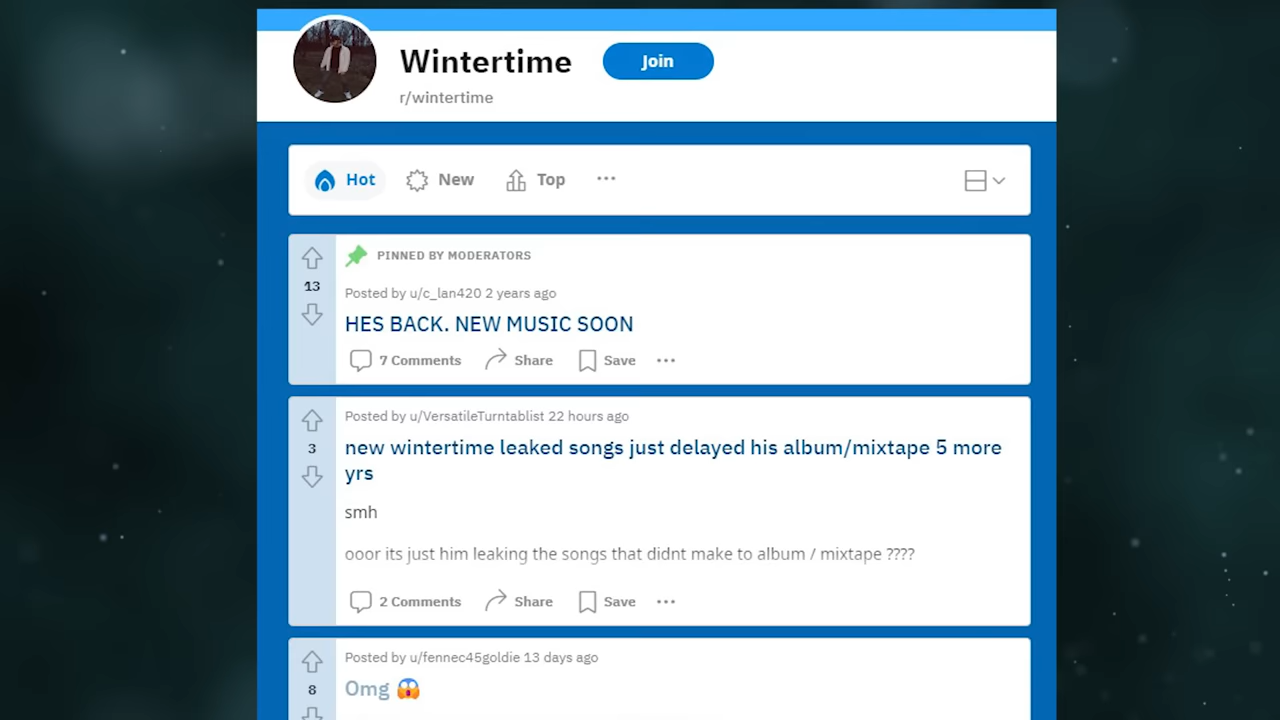 Wintertime
Join
r/wintertime
Hot
New
Top
PINNED BY MODERATORS
13
Posted by u/c_lan420 2 years ago
HES BACK. NEW MUSIC SOON
7 Comments
Share
Save
Posted by u/VersatileTurntablist 22 hours ago
3
new wintertime leaked songs just delayed his album/mixtape 5 more
yrs
smh
ooor its just him leaking the songs that didnt make to album / mixtape ????
2 Comments
Share
Save
Posted by u/fennec45goldie 13 days ago
8
Omg 😱